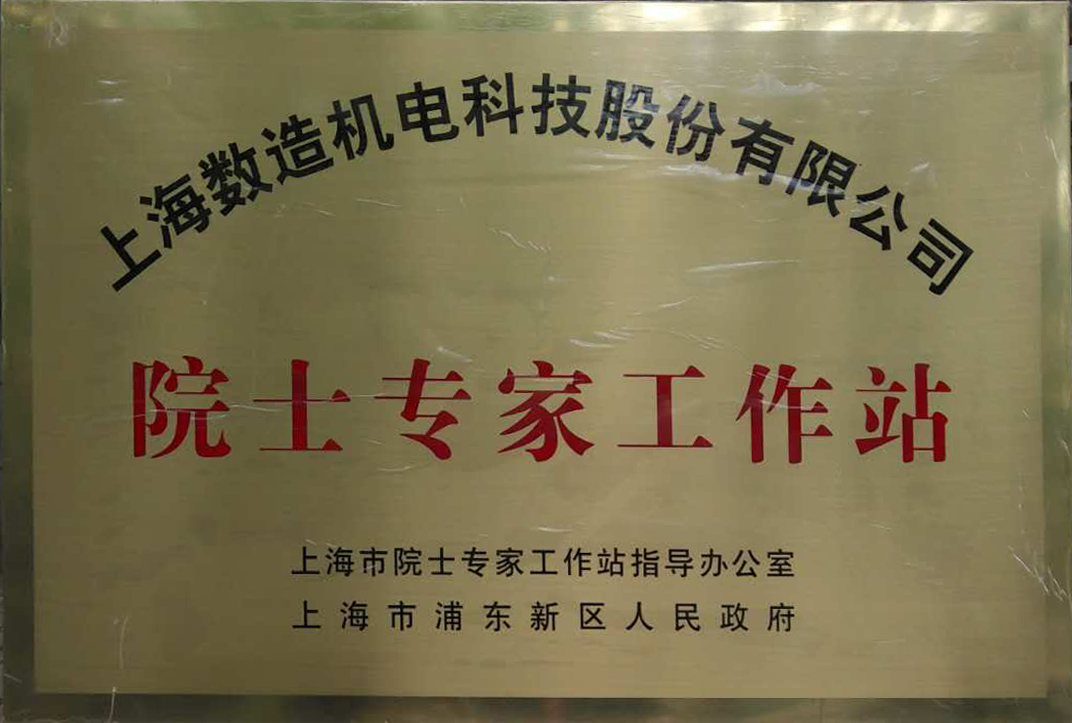 上海数造机电科技股份有限公司
院士专家工作站
上海市院士专家工作站指导办公室
上海市浦东新区人民政府